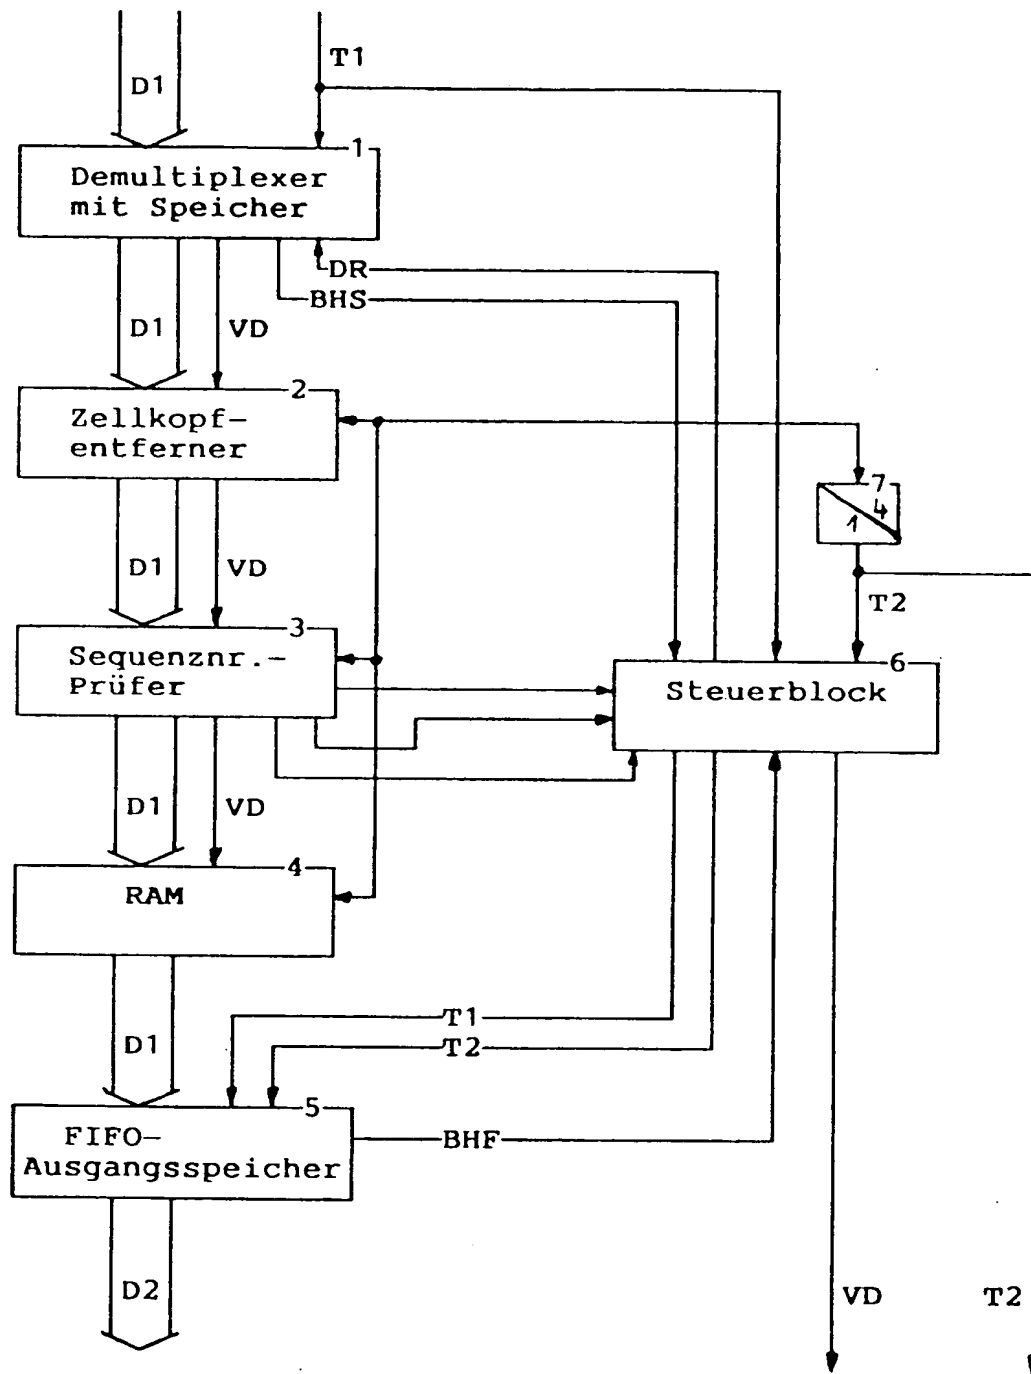 T1
D1
1
Demultiplexer
mit Speicher
DR
BHS
D1
VD
2
Zellkopf-
entferner
7
1
4
D1
VD
T2
3
Sequenznr.-
Prüfer
6
Steuerblock
D1
VD
4
RAM
T1
D1
T2
5
FIFO-
Ausgangsspeicher
BHF
D2
VD
T2